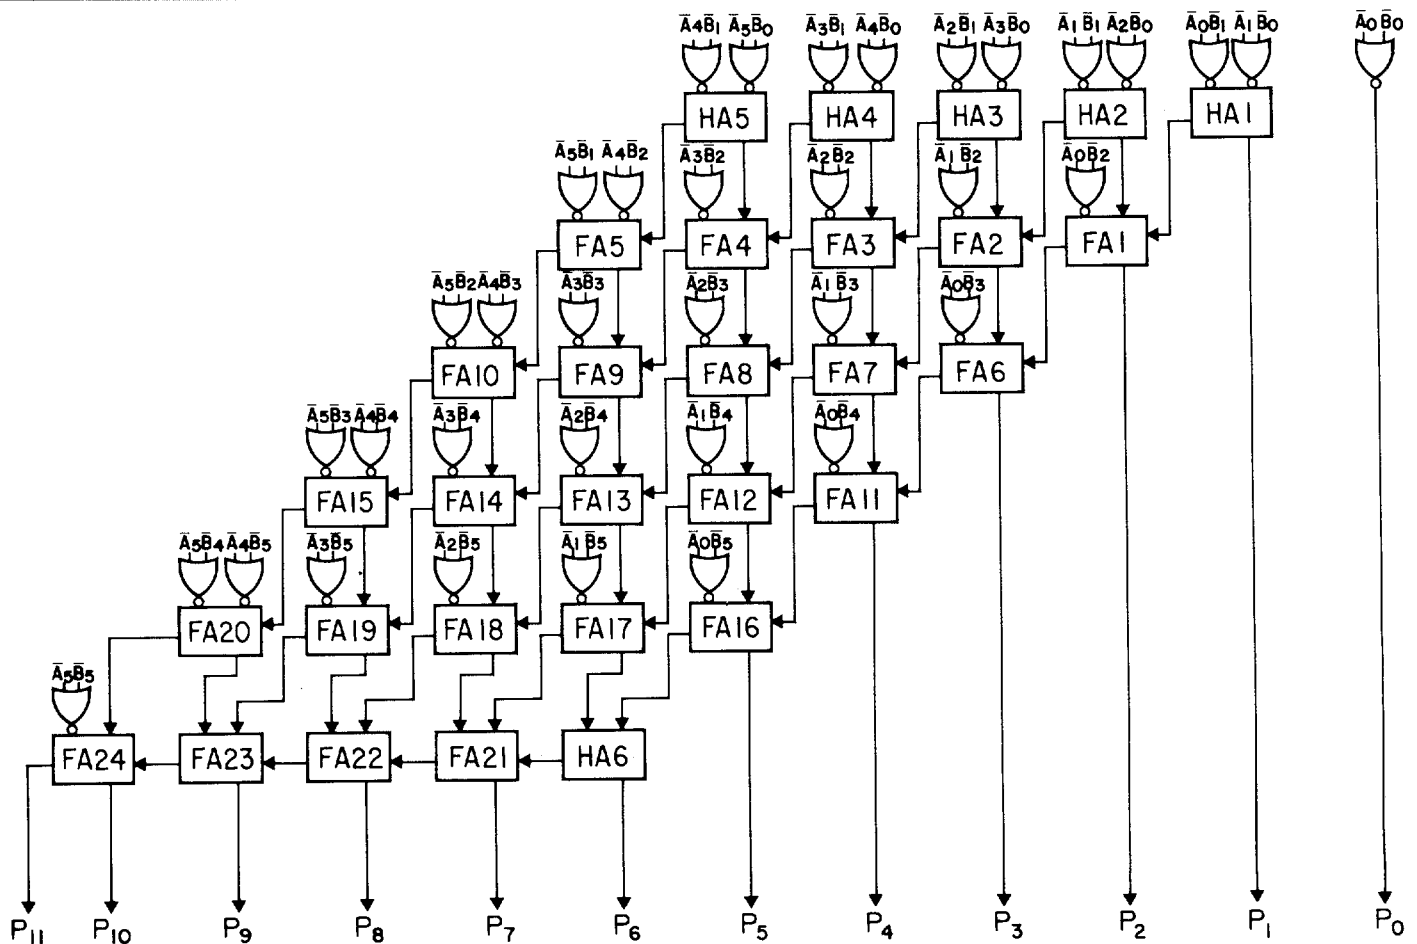 Ā4B̄1 Ā5B̄0 Ā3B̄1 Ā4B̄0 Ā2B̄1 Ā3B̄0 Ā1B̄1 Ā2B̄0 Ā0B̄1 Ā1B̄0 Ā0B̄0
HA5 HA4 HA3 HA2 HA1
Ā5B̄1 Ā4B̄2 Ā3B̄2 Ā2B̄2 Ā1B̄2 Ā0B̄2
FA5 FA4 FA3 FA2 FA1
Ā5B̄2 Ā4B̄3 Ā3B̄3 Ā2B̄3 Ā1B̄3 Ā0B̄3
FA10 FA9 FA8 FA7 FA6
Ā5B̄3 Ā4B̄4 Ā3B̄4 Ā2B̄4 Ā1B̄4 Ā0B̄4
FA15 FA14 FA13 FA12 FA11
Ā5B̄4 Ā4B̄5 Ā3B̄5 Ā2B̄5 Ā1B̄5 Ā0B̄5
FA20 FA19 FA18 FA17 FA16
Ā5B̄5
FA24 FA23 FA22 FA21 HA6
P11 P10 P9 P8 P7 P6 P5 P4 P3 P2 P1 P0